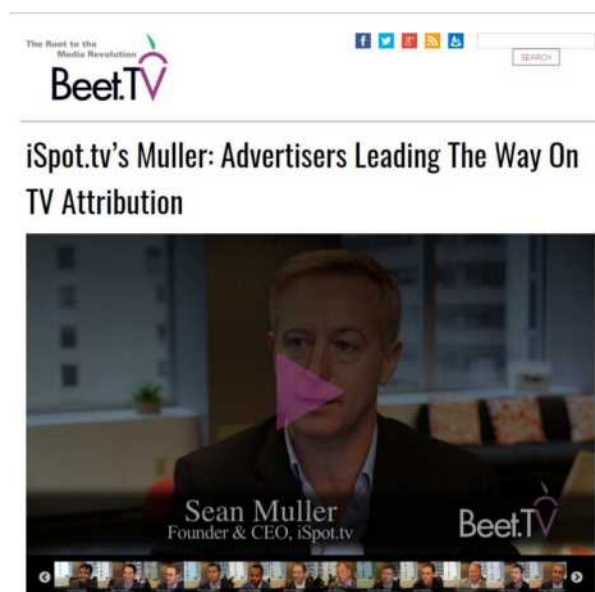 The Root to the
Media Revolution
Beet.TV
SEARCH
iSpot.tv’s Muller: Advertisers Leading The Way On
TV Attribution
Sean Muller
Founder & CEO, iSpot.tv
Beet.TV